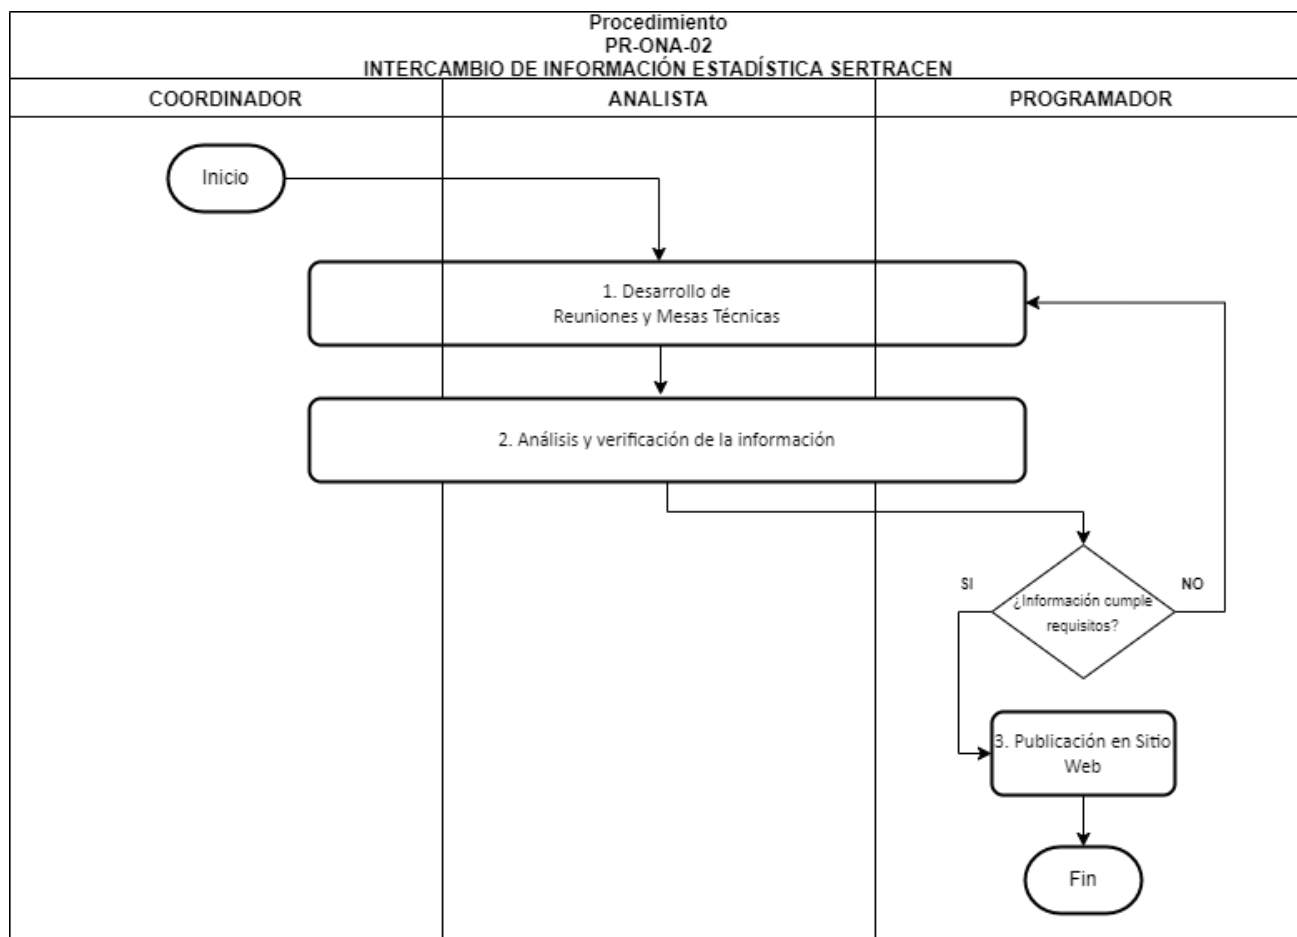 Procedimiento
PR-ONA-02
INTERCAMBIO DE INFORMACIÓN ESTADÍSTICA SERTRACEN
COORDINADOR
ANALISTA
PROGRAMADOR
Inicio
1. Desarrollo de
Reuniones y Mesas Técnicas
2. Análisis y verificación de la información
SI
NO
¿Información cumple
requisitos?
3. Publicación en Sitio
Web
Fin